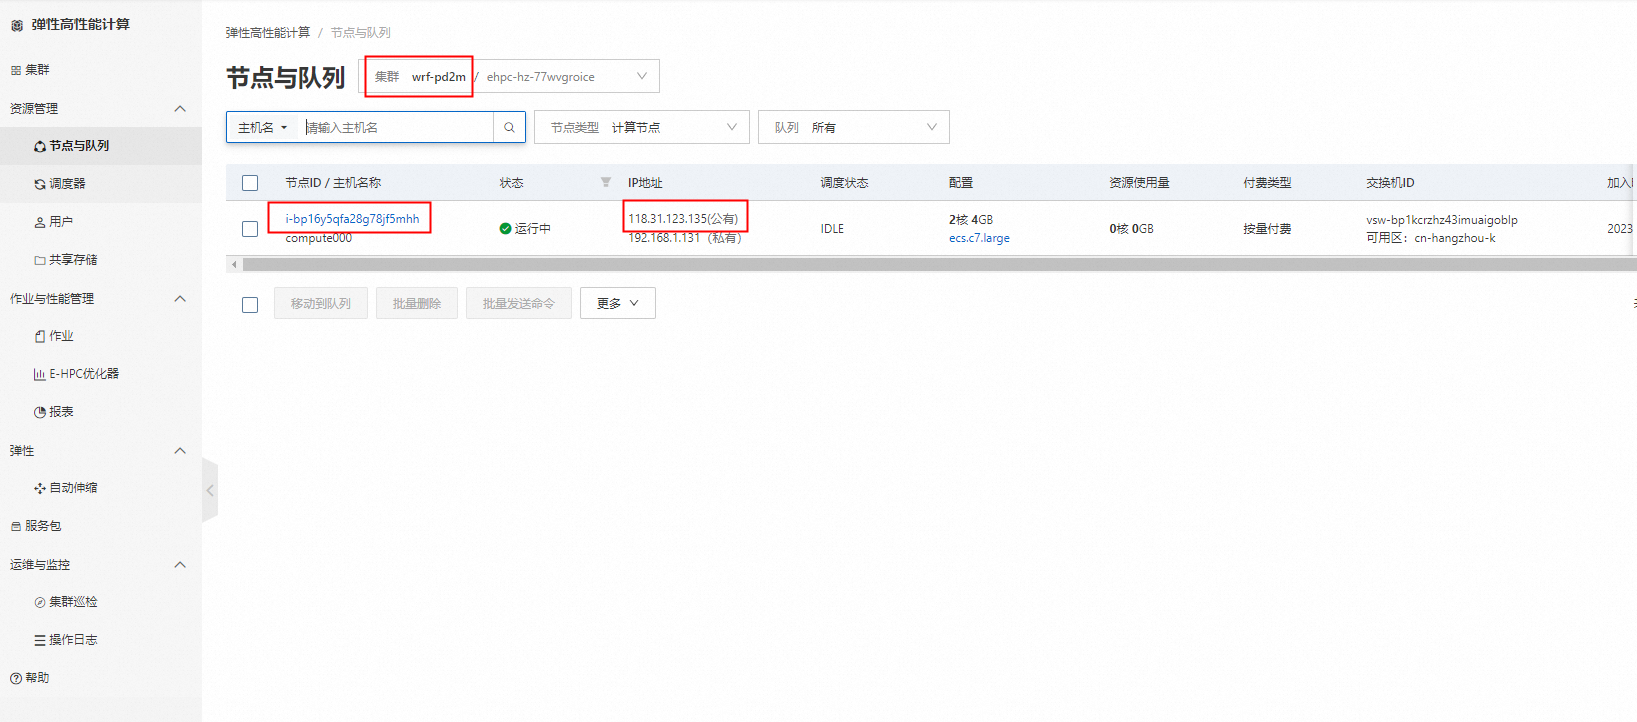 弹性高性能计算
集群
资源管理
节点与队列
调度器
用户
共享存储
作业与性能管理
作业
E-HPC优化器
报表
弹性
自动伸缩
服务包
运维与监控
集群巡检
操作日志
帮助
弹性高性能计算 / 节点与队列
节点与队列 集群 wrf-pd2m / ehpc-hz-77wvgroice
主机名 请输入主机名 节点类型 计算节点 队列 所有
节点ID / 主机名称 状态 IP地址 调度状态 配置 资源使用量 付费类型 交换机ID 加入
i-bp16y5qfa28g78jf5mhh 运行中 118.31.123.135(公有) IDLE 2核 4GB 0核 0GB 按量付费 vsw-bp1kcrzhz43imuaigoblp 2023
compute000 192.168.1.131（私有） ecs.c7.large 可用区：cn-hangzhou-k
移动到队列 批量删除 批量发送命令 更多